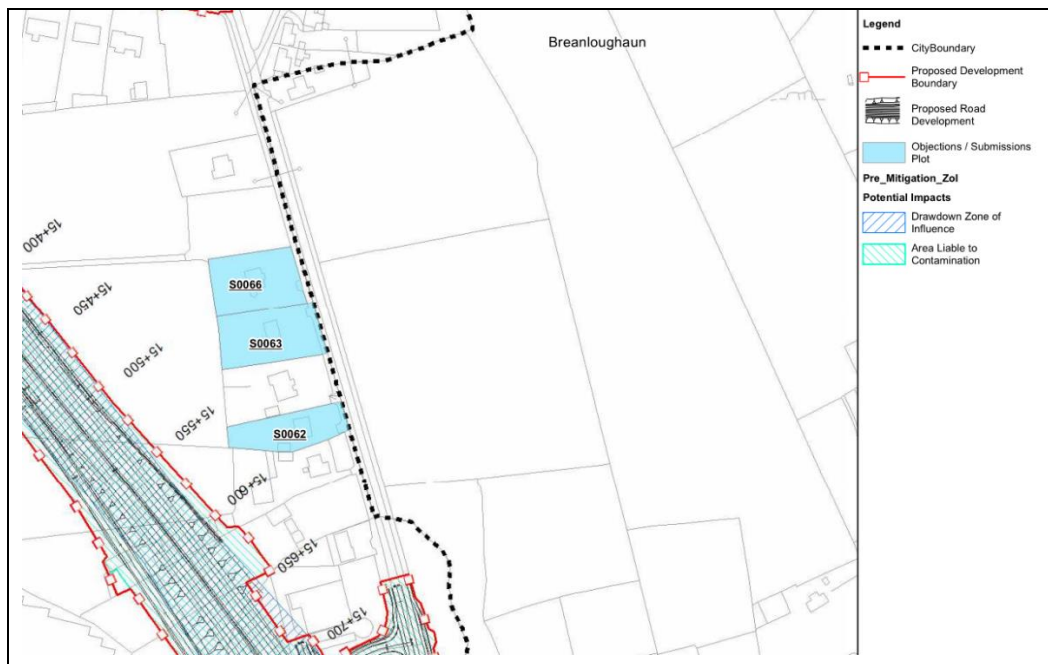 Breanloughaun
15+400
15+450
15+500
15+550
15+600
15+650
15+700
S0066
S0063
S0062
Legend
CityBoundary
Proposed Development
Boundary
Proposed Road
Development
Objections / Submissions
Plot
Pre_Mitigation_ZoI
Potential Impacts
Drawdown Zone of
Influence
Area Liable to
Contamination